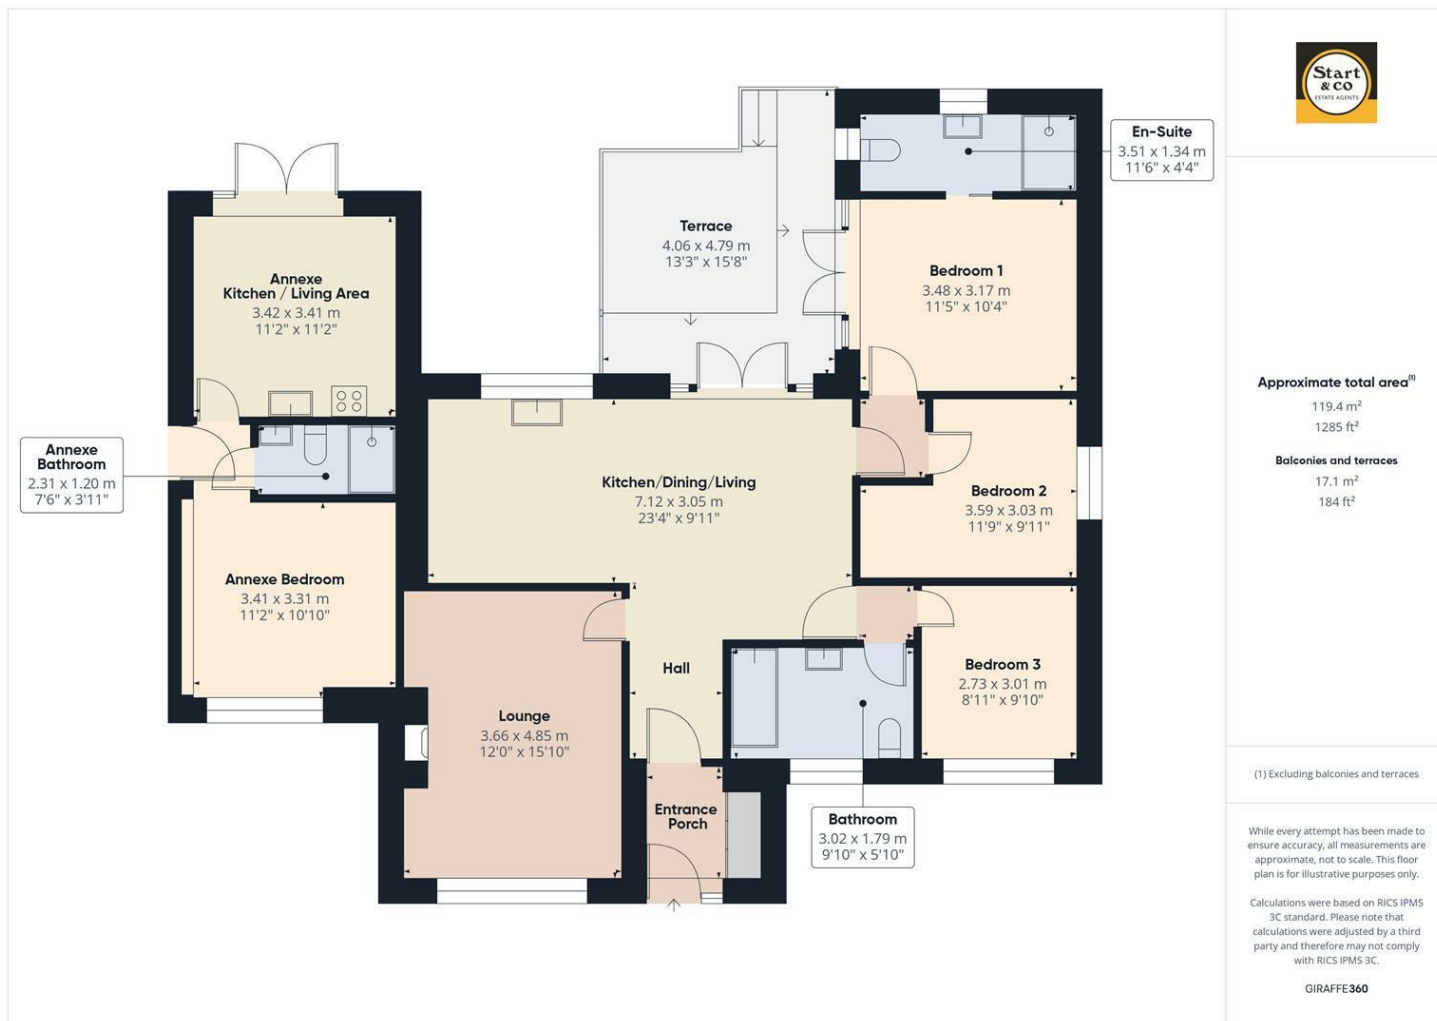 Start
& CO
ESTATE AGENTS
En-Suite
3.51 x 1.34 m
11'6" x 4'4"
Terrace
4.06 x 4.79 m
13'3" x 15'8"
Bedroom 1
3.48 x 3.17 m
11'5" x 10'4"
Annexe
Kitchen / Living Area
3.42 x 3.41 m
11'2" x 11'2"
Annexe
Bathroom
2.31 x 1.20 m
7'6" x 3'11"
Kitchen/Dining/Living
7.12 x 3.05 m
23'4" x 9'11"
Bedroom 2
3.59 x 3.03 m
11'9" x 9'11"
Annexe Bedroom
3.41 x 3.31 m
11'2" x 10'10"
Hall
Bedroom 3
2.73 x 3.01 m
8'11" x 9'10"
Lounge
3.66 x 4.85 m
12'0" x 15'10"
Entrance
Porch
Bathroom
3.02 x 1.79 m
9'10" x 5'10"
Approximate total area(1)
119.4 m²
1285 ft²
Balconies and terraces
17.1 m²
184 ft²
(1) Excluding balconies and terraces
While every attempt has been made to
ensure accuracy, all measurements are
approximate, not to scale. This floor
plan is for illustrative purposes only.
Calculations were based on RICS IPMS
3C standard. Please note that
calculations were adjusted by a third
party and therefore may not comply
with RICS IPMS 3C.
GIRAFFE360